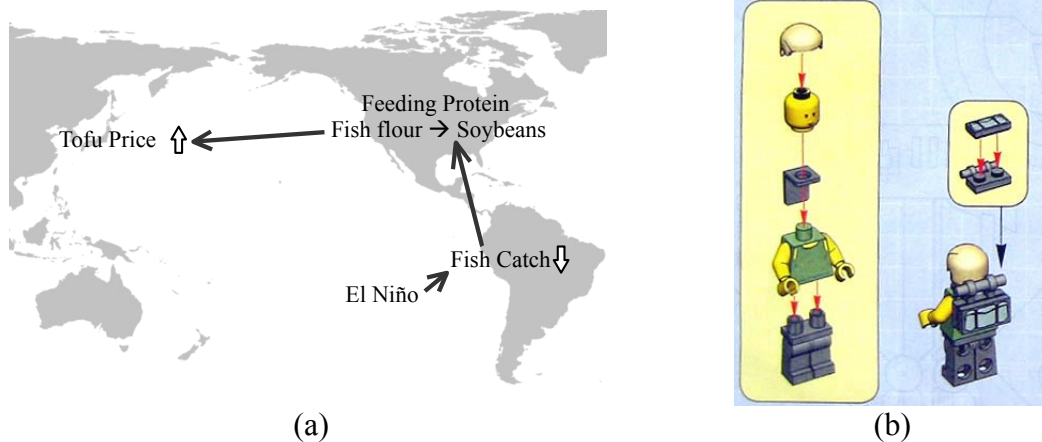 Feeding Protein
Fish flour → Soybeans
Tofu Price ⇧
Fish Catch ⇩
El Niño
(a)
(b)